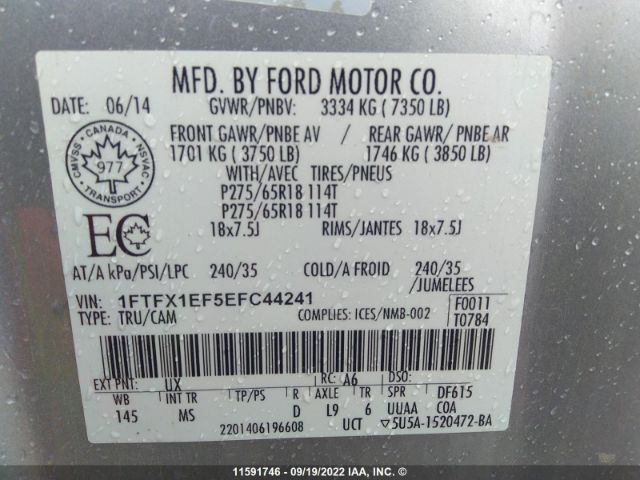 MFD. BY FORD MOTOR CO.
DATE: 06/14 GVWR/PNBV: 3334 KG ( 7350 LB)
FRONT GAWR/PNBE AV / REAR GAWR/ PNBE AR
1701 KG ( 3750 LB) 1746 KG ( 3850 LB)
CANADA
CMVSS 977 NSVAC
TRANSPORT
WITH/AVEC TIRES/PNEUS
P275/65R18 114T
P275/65R18 114T
EC 18x7.5J RIMS/JANTES 18x7.5J
AT/A kPa/PSI/LPC 240/35 COLD/A FROID 240/35
/JUMELEES
VIN: 1FTFX1EF5EFC44241 F0011
TYPE: TRU/CAM COMPLIES: ICES/NMB-002 T0784
EXT PNT: UX RC: A6 DSO:
WB INT TR TP/PS R AXLE TR SPR DF615
145 MS D L9 6 UUAA COA
2201406196608 UCT ▽5U5A-1520472-BA
11591746 - 09/19/2022 IAA, Inc. ©